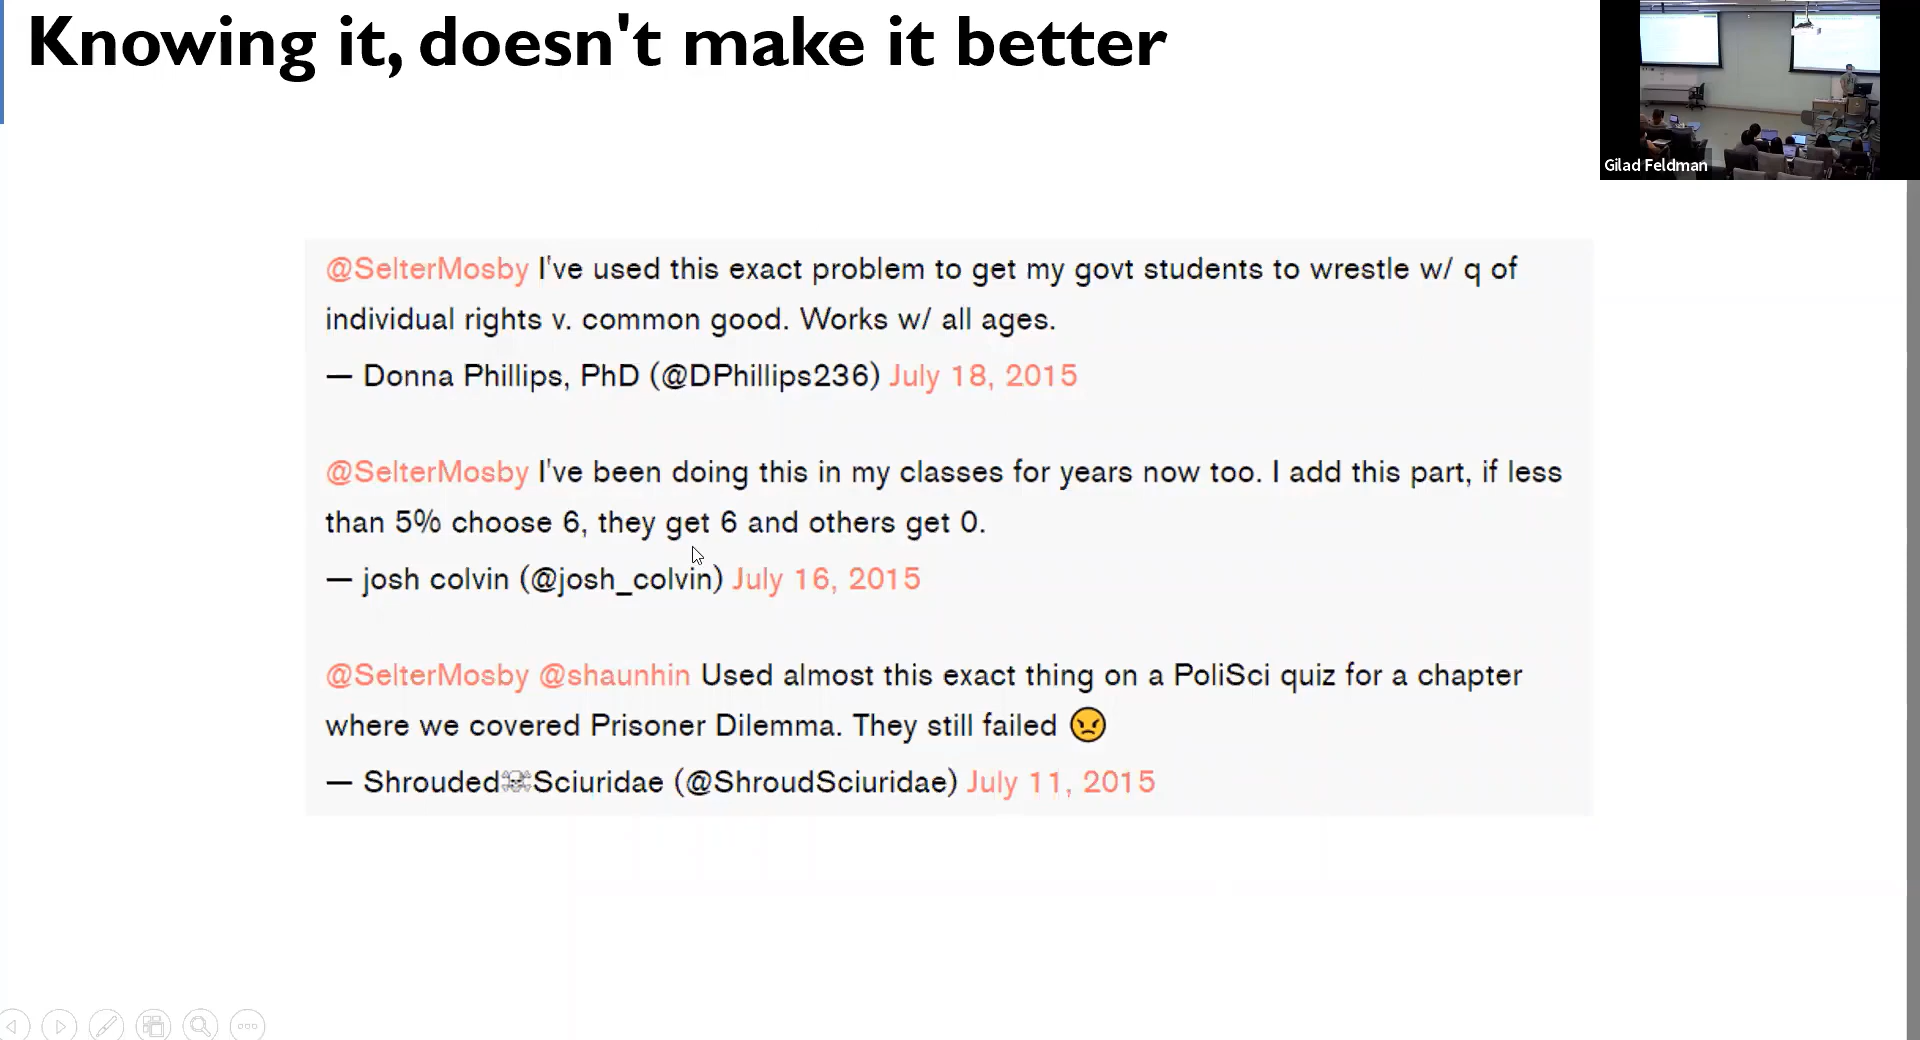 Knowing it, doesn't make it better
Gilad Feldman
@SelterMosby I've used this exact problem to get my govt students to wrestle w/ q of
individual rights v. common good. Works w/ all ages.
— Donna Phillips, PhD (@DPhillips236) July 18, 2015
@SelterMosby I've been doing this in my classes for years now too. I add this part, if less
than 5% choose 6, they get 6 and others get 0.
— josh colvin (@josh_colvin) July 16, 2015
@SelterMosby @shaunhin Used almost this exact thing on a PoliSci quiz for a chapter
where we covered Prisoner Dilemma. They still failed 😠
— Shrouded☠Sciuridae (@ShroudSciuridae) July 11, 2015